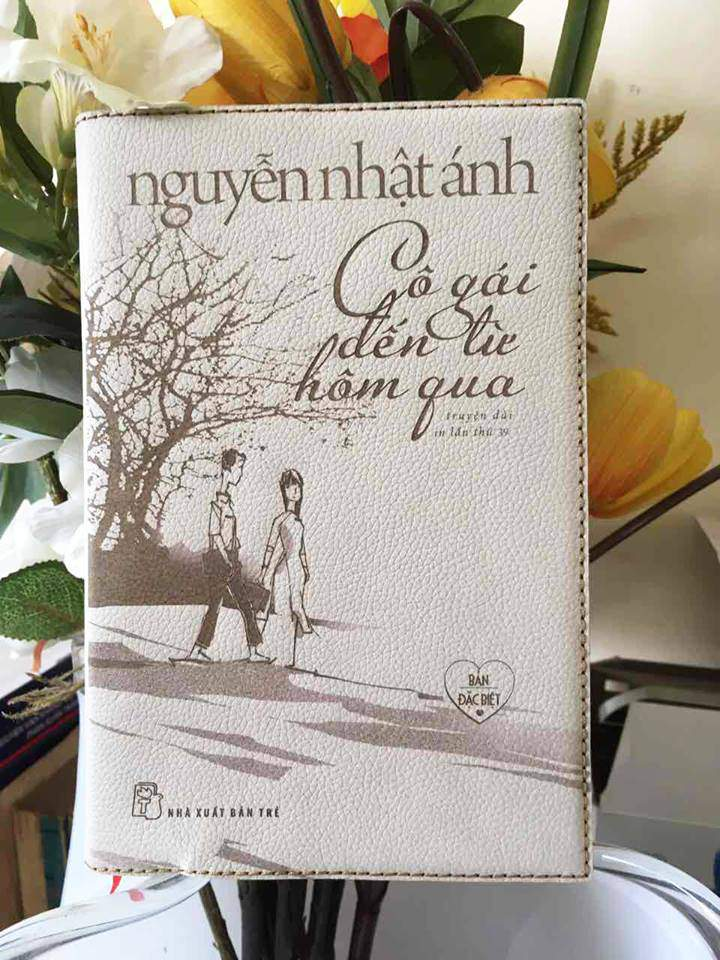 nguyễn nhật ánh
Cô gái
đến từ
hôm qua
truyện dài
in lần thứ 39
BẢN
ĐẶC BIỆT
NHÀ XUẤT BẢN TRẺ